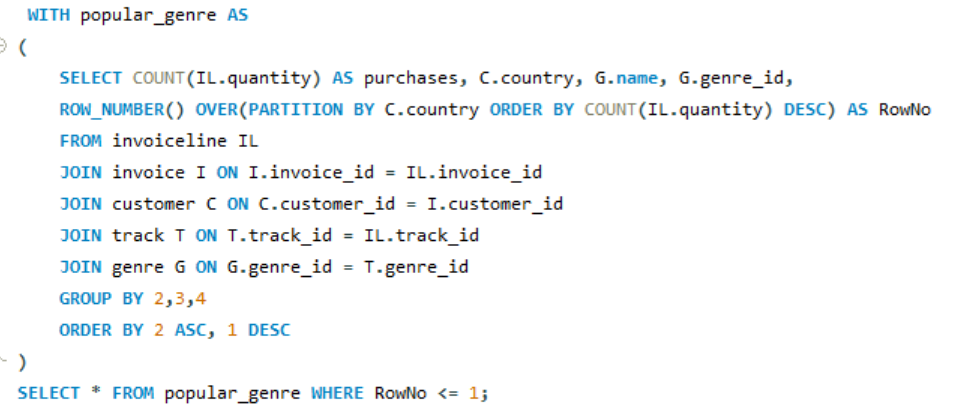 WITH popular_genre AS
(
SELECT COUNT(IL.quantity) AS purchases, C.country, G.name, G.genre_id,
ROW_NUMBER() OVER(PARTITION BY C.country ORDER BY COUNT(IL.quantity) DESC) AS RowNo
FROM invoiceline IL
JOIN invoice I ON I.invoice_id = IL.invoice_id
JOIN customer C ON C.customer_id = I.customer_id
JOIN track T ON T.track_id = IL.track_id
JOIN genre G ON G.genre_id = T.genre_id
GROUP BY 2,3,4
ORDER BY 2 ASC, 1 DESC
)
SELECT * FROM popular_genre WHERE RowNo <= 1;